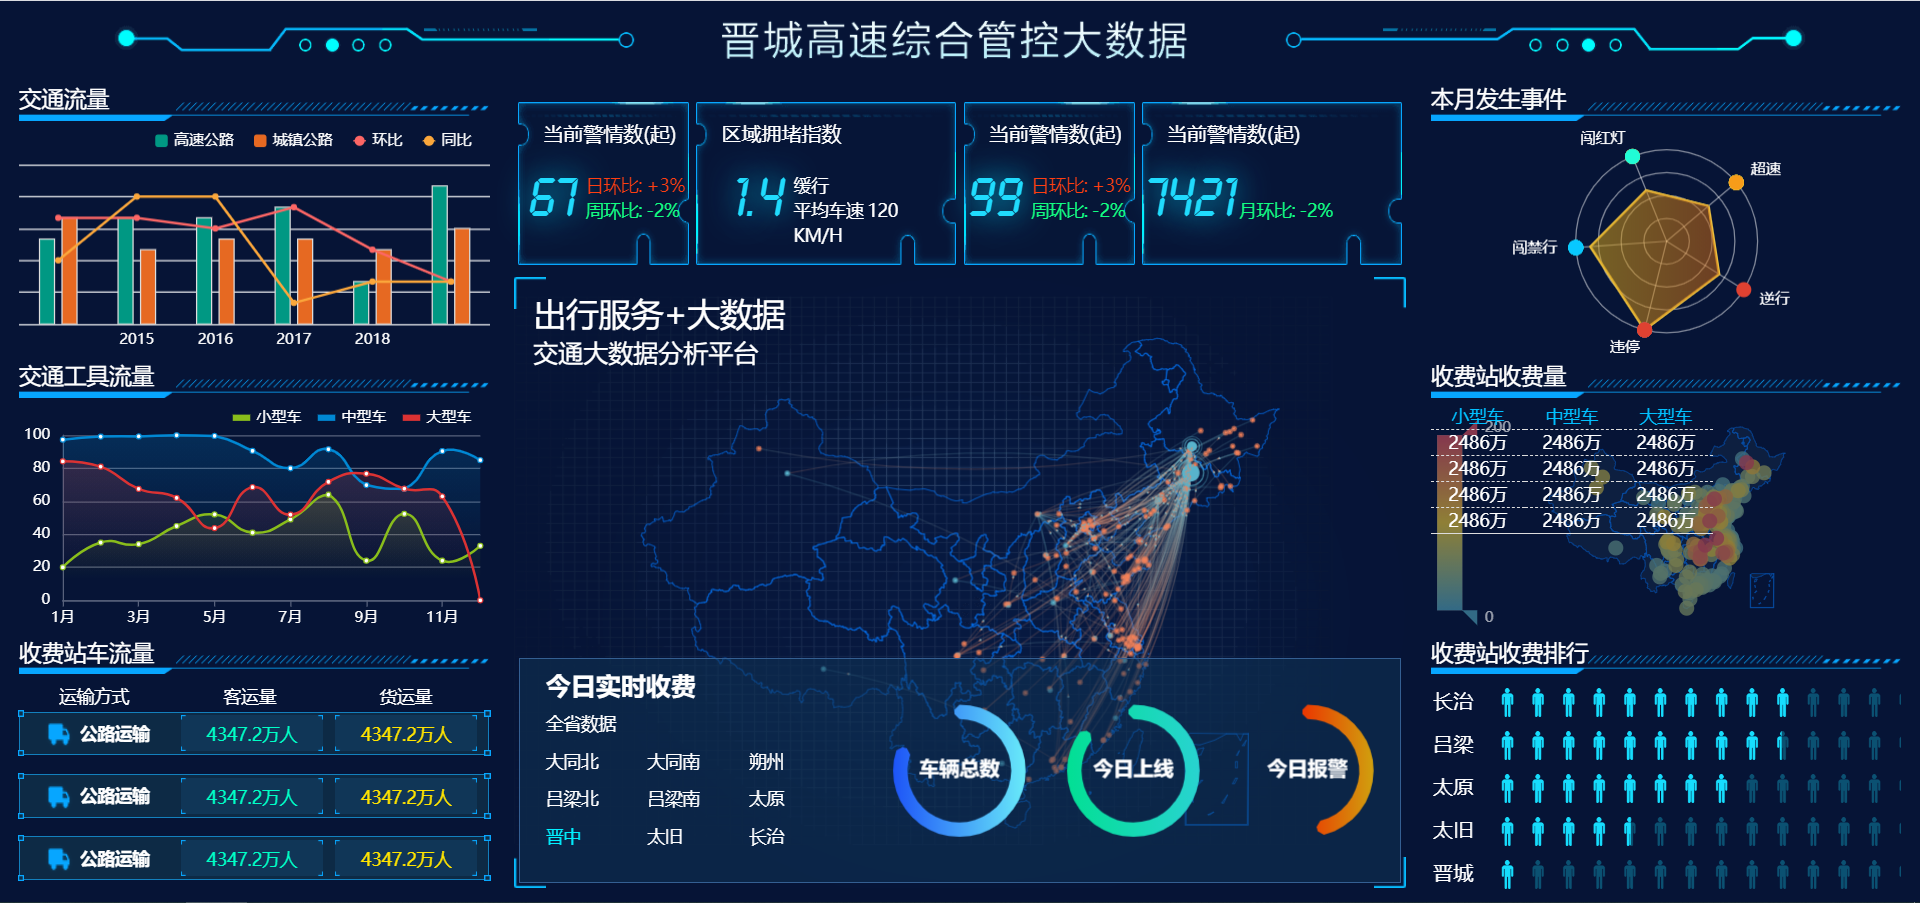 晋城高速综合管控大数据
交通流量
高速公路 城镇公路 环比 同比
2015 2016 2017 2018
交通工具流量
小型车 中型车 大型车
100
80
60
40
20
0
1月 3月 5月 7月 9月 11月
收费站车流量
运输方式 客运量 货运量
公路运输 4347.2万人 4347.2万人
公路运输 4347.2万人 4347.2万人
公路运输 4347.2万人 4347.2万人
当前警情数(起)
67
日环比: +3%
周环比: -2%
区域拥堵指数
1.4
缓行
平均车速 120
KM/H
当前警情数(起)
99
日环比: +3%
周环比: -2%
当前警情数(起)
7421
月环比: -2%
出行服务+大数据
交通大数据分析平台
今日实时收费
全省数据
大同北 大同南 朔州
吕梁北 吕梁南 太原
晋中 太旧 长治
车辆总数
今日上线
今日报警
本月发生事件
闯红灯
超速
闯禁行
逆行
违停
收费站收费量
小型车 中型车 大型车
200
2486万 2486万 2486万
2486万 2486万 2486万
2486万 2486万 2486万
2486万 2486万 2486万
0
收费站收费排行
长治
吕梁
太原
太旧
晋城